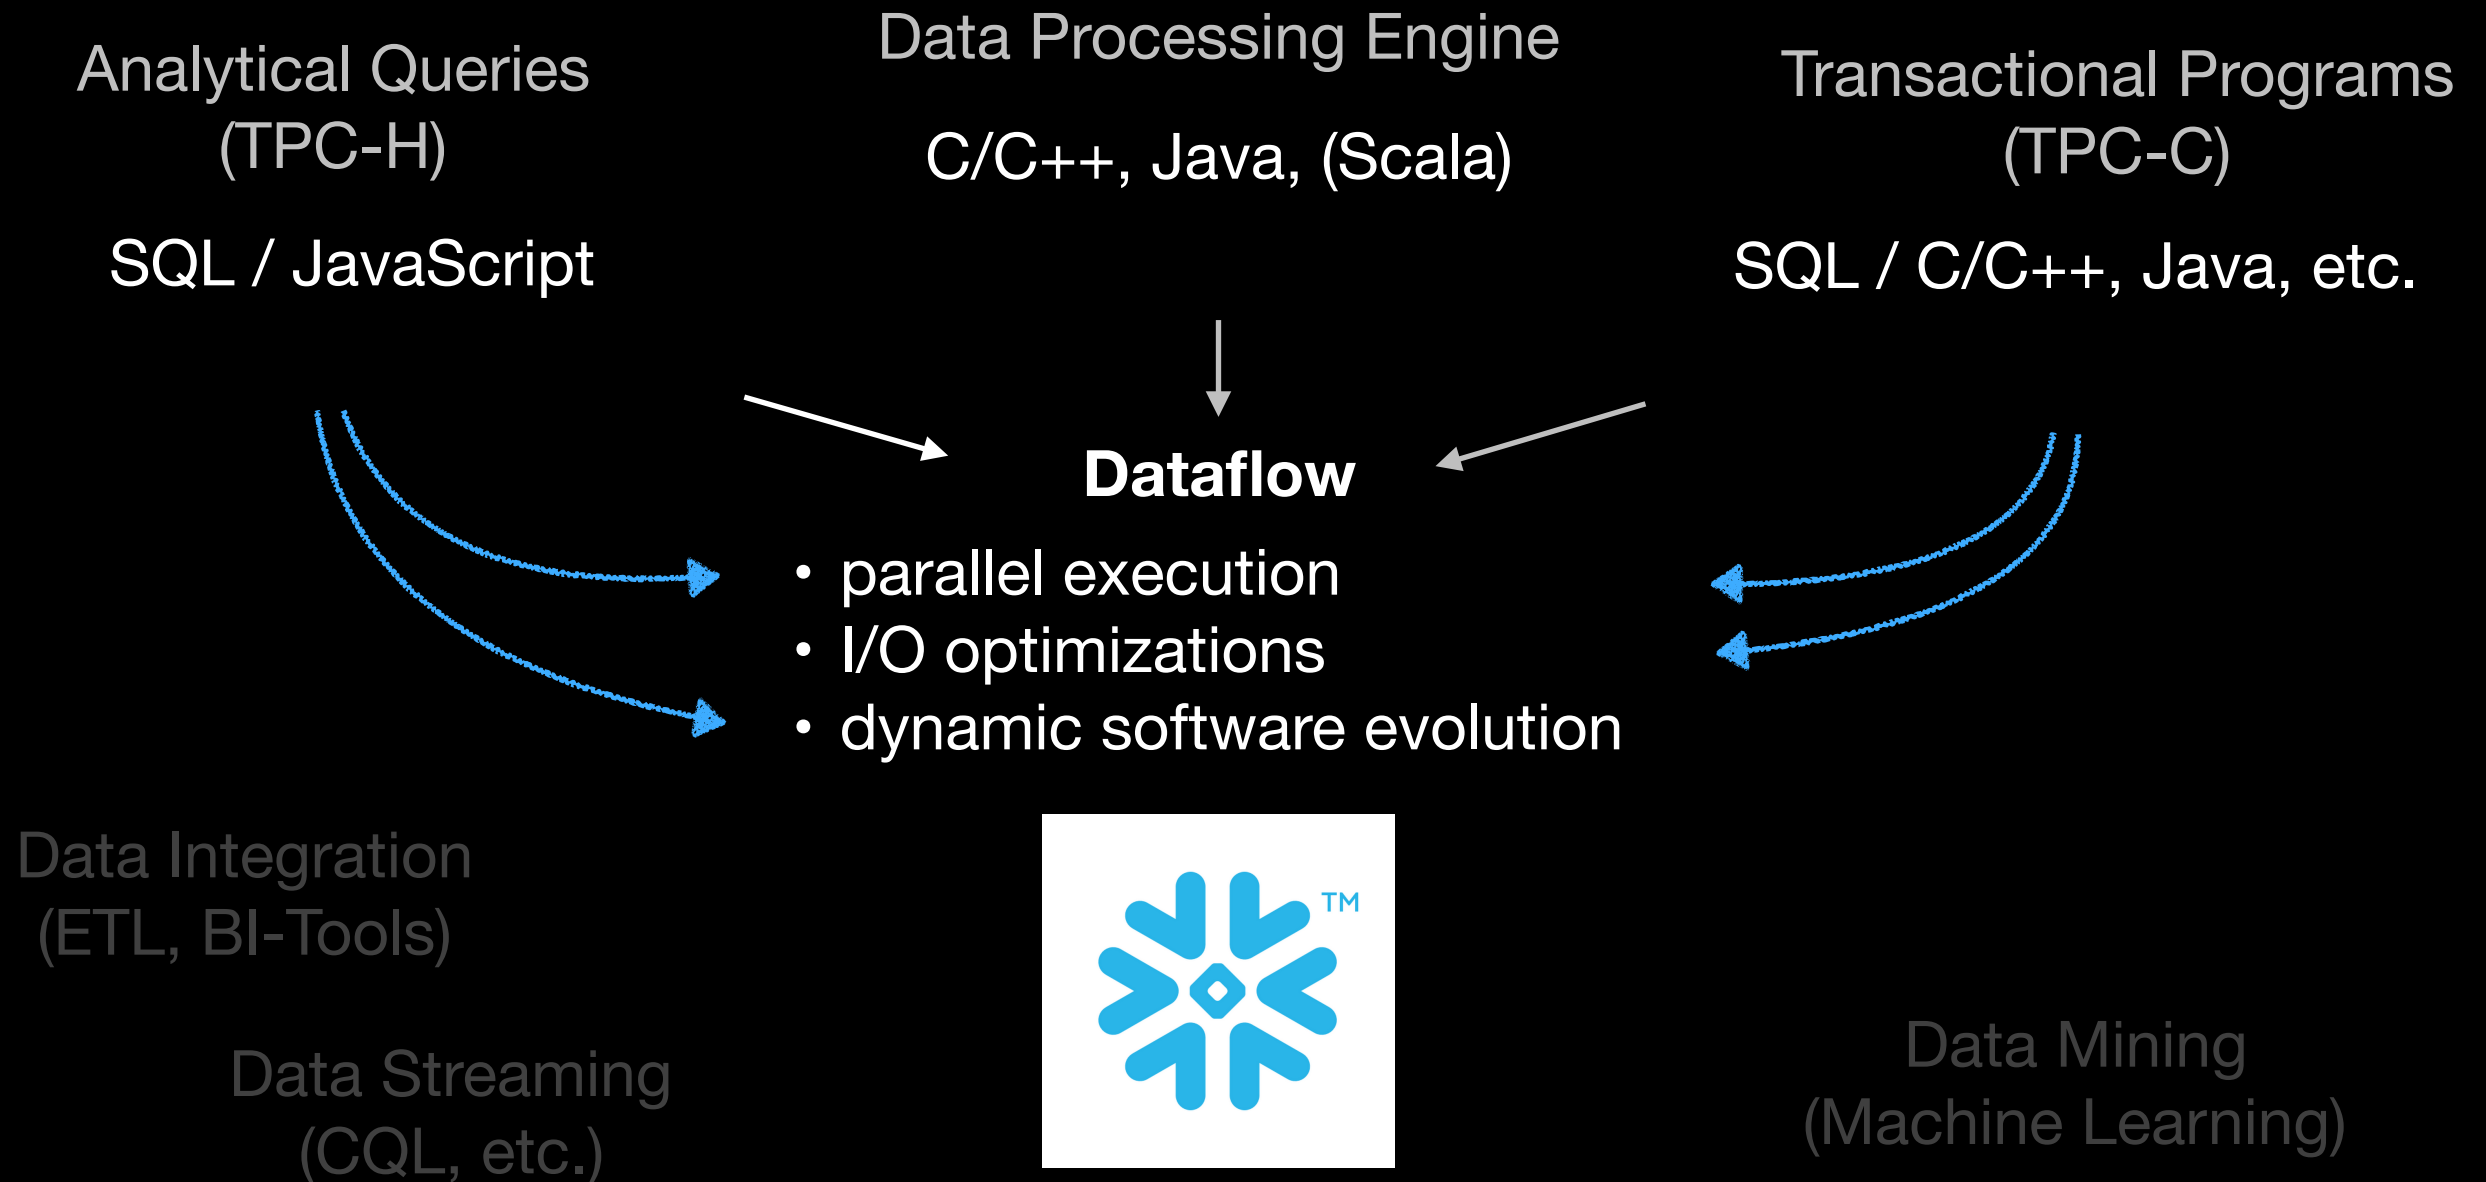 Analytical Queries
(TPC-H)
SQL / JavaScript
Data Processing Engine
C/C++, Java, (Scala)
Transactional Programs
(TPC-C)
SQL / C/C++, Java, etc.
Dataflow
• parallel execution
• I/O optimizations
• dynamic software evolution
Data Integration
(ETL, BI-Tools)
Data Streaming
(CQL, etc.)
TM
Data Mining
(Machine Learning)